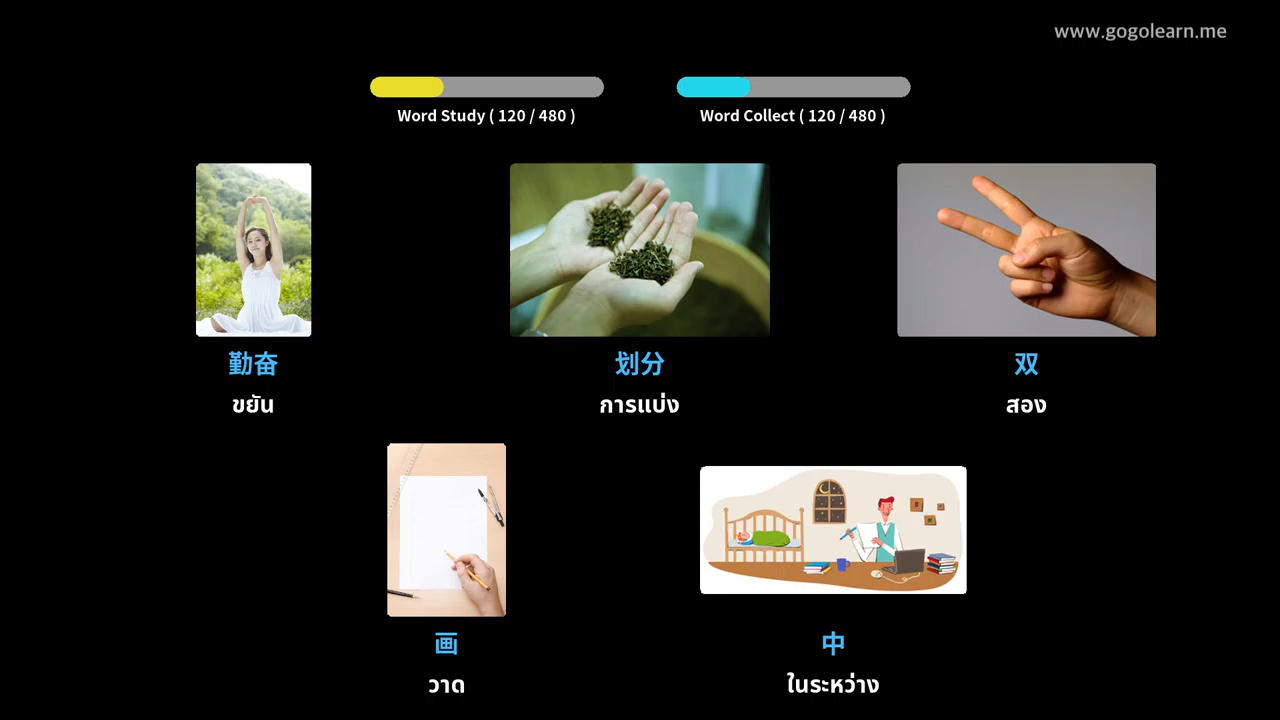 www.gogolearn.me
Word Study ( 120 / 480 )
Word Collect ( 120 / 480 )
勤奋
ขยัน
划分
การแบ่ง
双
สอง
画
วาด
中
ในระหว่าง